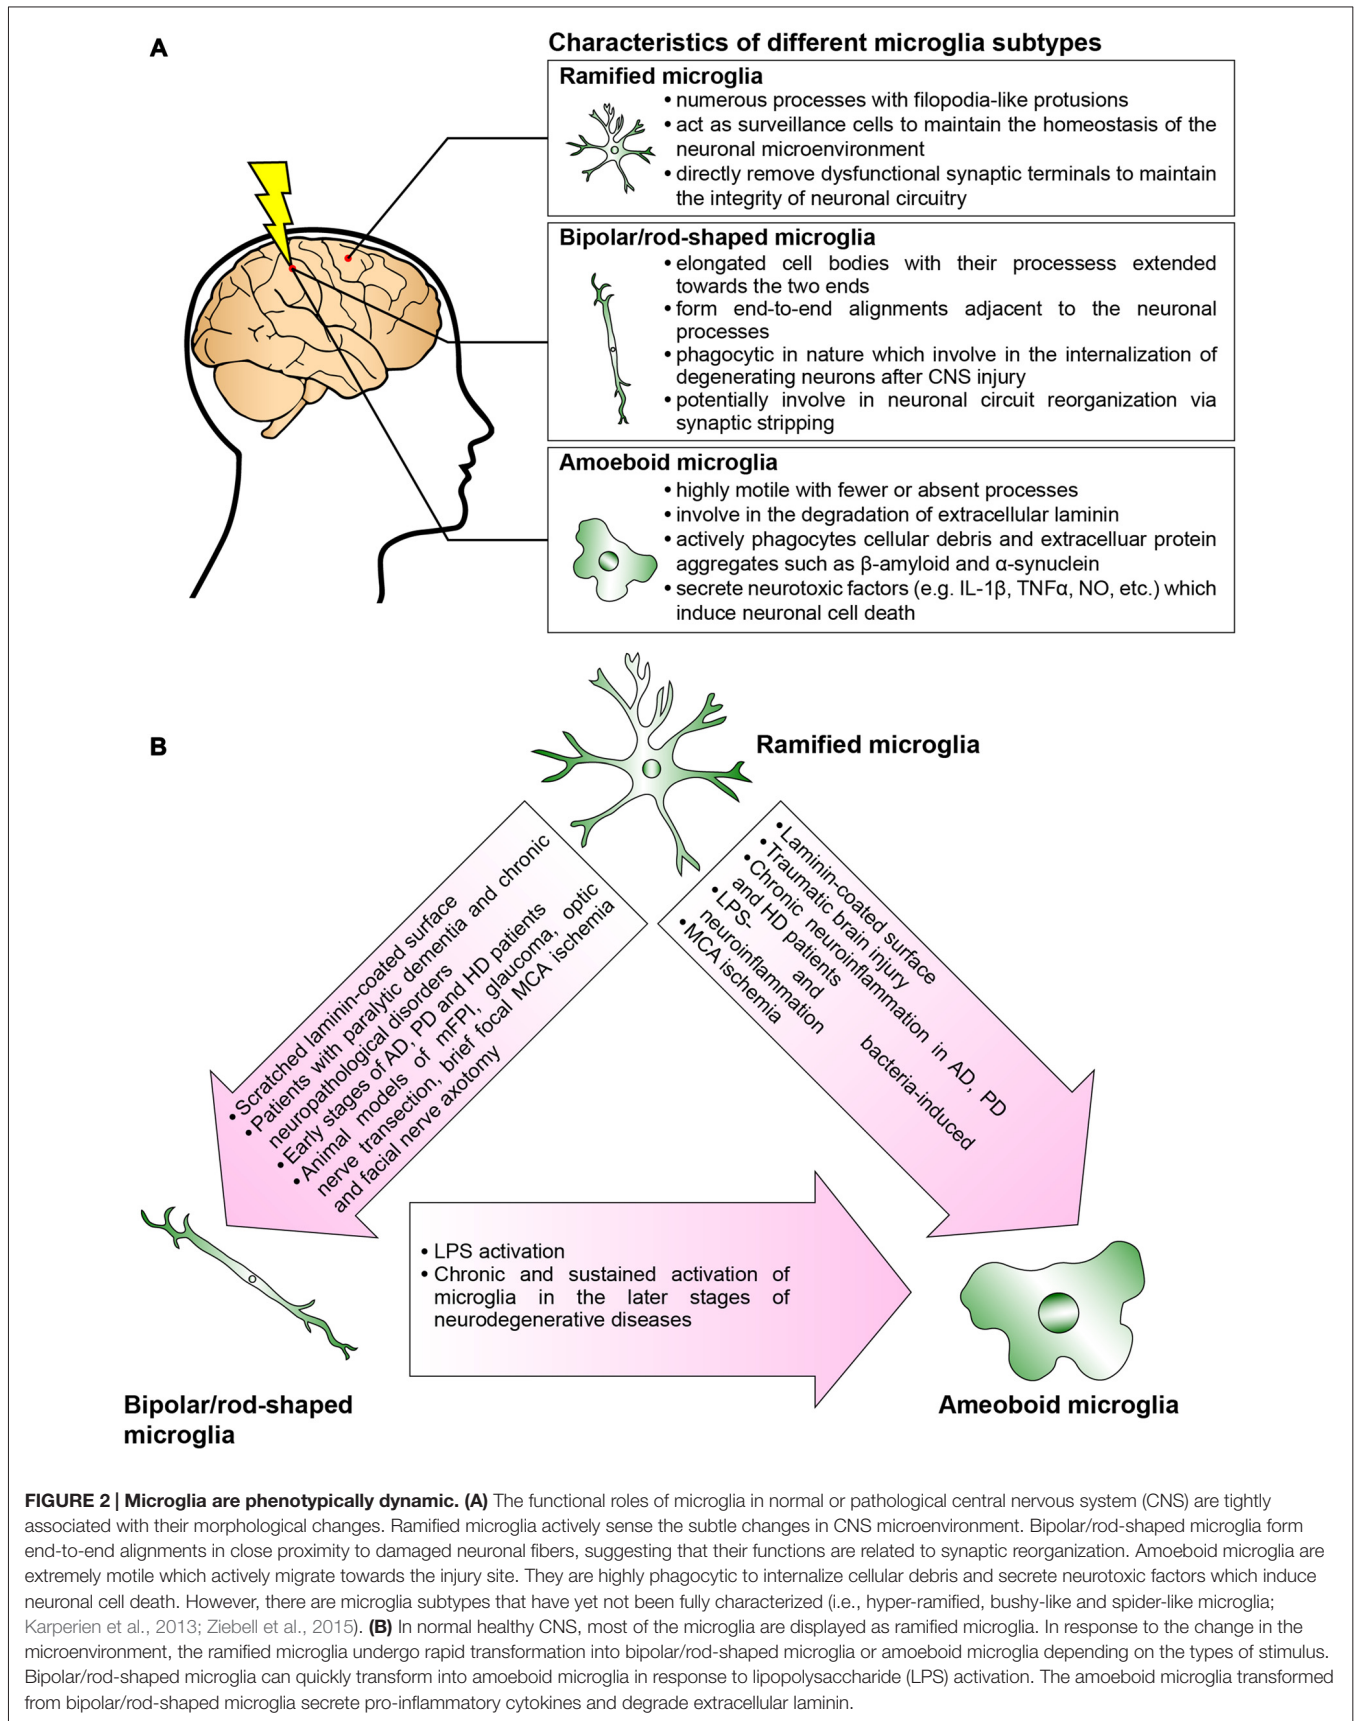 A
Characteristics of different microglia subtypes
Ramified microglia
• numerous processes with filopodia-like protusions
• act as surveillance cells to maintain the homeostasis of the
neuronal microenvironment
• directly remove dysfunctional synaptic terminals to maintain
the integrity of neuronal circuitry
Bipolar/rod-shaped microglia
• elongated cell bodies with their processess extended
towards the two ends
• form end-to-end alignments adjacent to the neuronal
processes
• phagocytic in nature which involve in the internalization of
degenerating neurons after CNS injury
• potentially involve in neuronal circuit reorganization via
synaptic stripping
Amoeboid microglia
• highly motile with fewer or absent processes
• involve in the degradation of extracellular laminin
• actively phagocytes cellular debris and extracelluar protein
aggregates such as β-amyloid and α-synuclein
• secrete neurotoxic factors (e.g. IL-1β, TNFα, NO, etc.) which
induce neuronal cell death
B
Ramified microglia
• Scratched laminin-coated surface
• Patients with paralytic dementia and chronic
neuropathological disorders
• Early stages of AD, PD and HD patients
• Animal models of mFPI, glaucoma, optic
nerve transection, brief focal MCA ischemia
and facial nerve axotomy
• Laminin-coated surface
• Traumatic brain injury
• Chronic neuroinflammation in AD, PD
and HD patients
• LPS- and bacteria-induced
neuroinflammation
• MCA ischemia
• LPS activation
• Chronic and sustained activation of
microglia in the later stages of
neurodegenerative diseases
Bipolar/rod-shaped
microglia
Ameoboid microglia
FIGURE 2 | Microglia are phenotypically dynamic. (A) The functional roles of microglia in normal or pathological central nervous system (CNS) are tightly
associated with their morphological changes. Ramified microglia actively sense the subtle changes in CNS microenvironment. Bipolar/rod-shaped microglia form
end-to-end alignments in close proximity to damaged neuronal fibers, suggesting that their functions are related to synaptic reorganization. Amoeboid microglia are
extremely motile which actively migrate towards the injury site. They are highly phagocytic to internalize cellular debris and secrete neurotoxic factors which induce
neuronal cell death. However, there are microglia subtypes that have yet not been fully characterized (i.e., hyper-ramified, bushy-like and spider-like microglia;
Karperien et al., 2013; Ziebell et al., 2015). (B) In normal healthy CNS, most of the microglia are displayed as ramified microglia. In response to the change in the
microenvironment, the ramified microglia undergo rapid transformation into bipolar/rod-shaped microglia or amoeboid microglia depending on the types of stimulus.
Bipolar/rod-shaped microglia can quickly transform into amoeboid microglia in response to lipopolysaccharide (LPS) activation. The amoeboid microglia transformed
from bipolar/rod-shaped microglia secrete pro-inflammatory cytokines and degrade extracellular laminin.